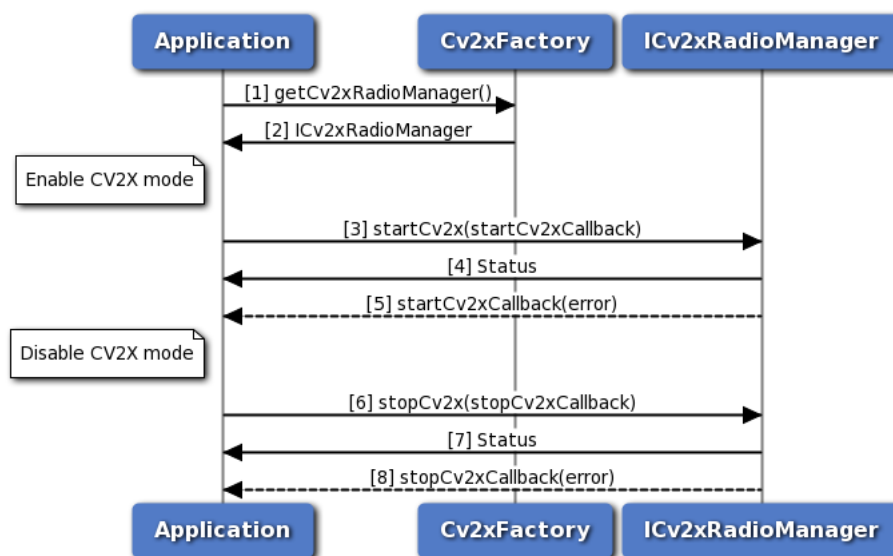 Application Cv2xFactory ICv2xRadioManager
[1] getCv2xRadioManager()
[2] ICv2xRadioManager
Enable CV2X mode
[3] startCv2x(startCv2xCallback)
[4] Status
[5] startCv2xCallback(error)
Disable CV2X mode
[6] stopCv2x(stopCv2xCallback)
[7] Status
[8] stopCv2xCallback(error)
Application Cv2xFactory ICv2xRadioManager